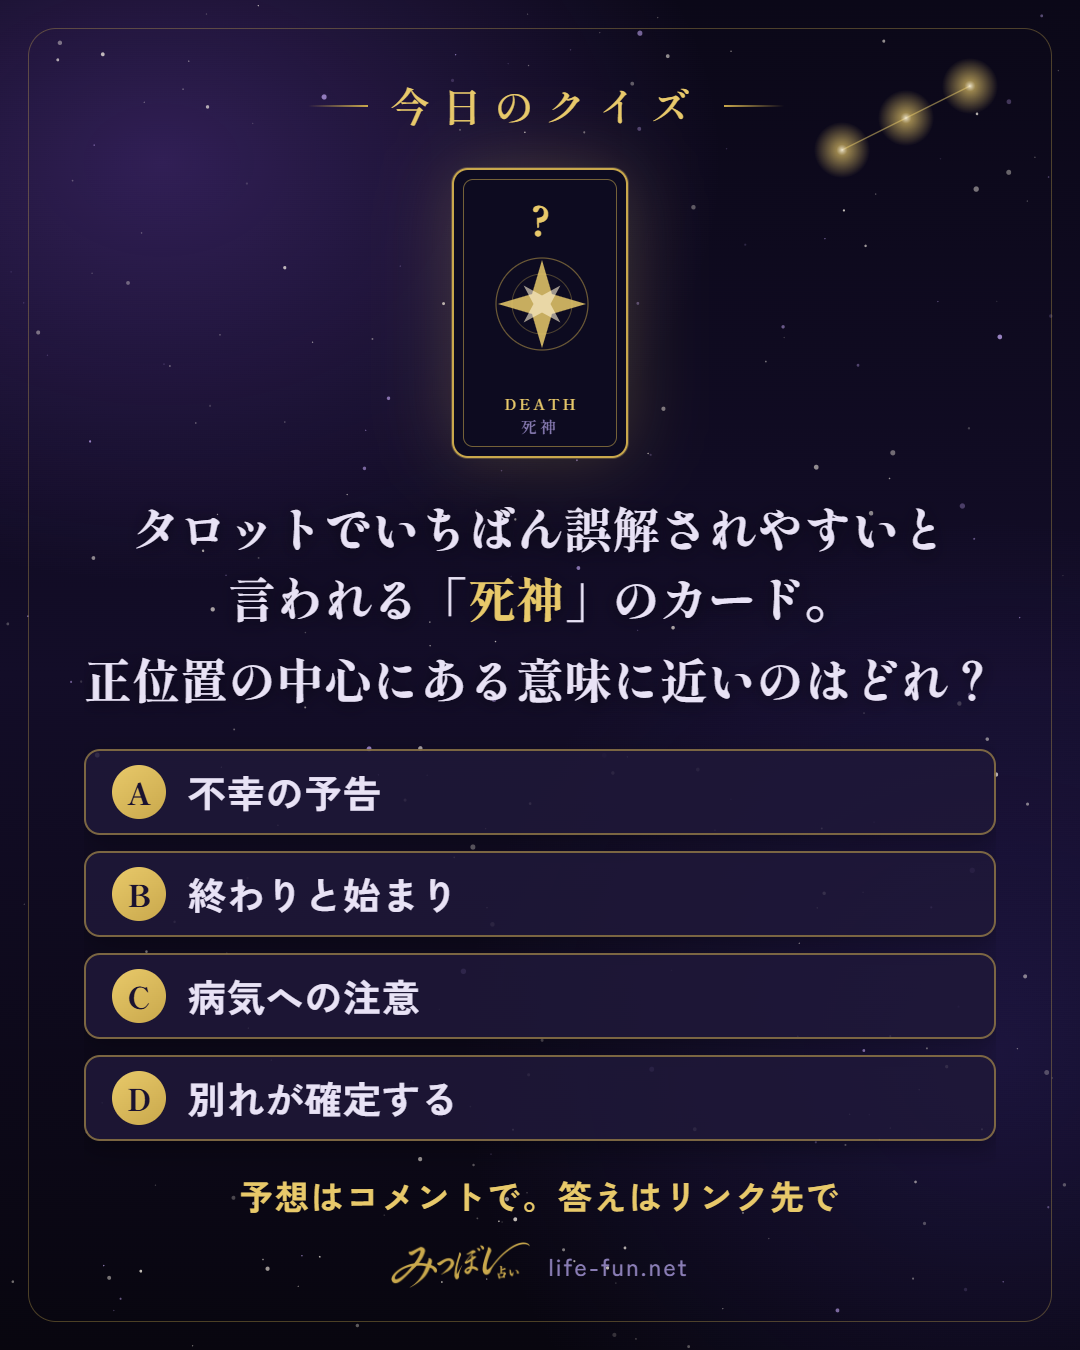 今日のクイズ
?
DEATH
死神
タロットでいちばん誤解されやすいと
言われる「死神」のカード。
正位置の中心にある意味に近いのはどれ？
A 不幸の予告
B 終わりと始まり
C 病気への注意
D 別れが確定する
予想はコメントで。答えはリンク先で
みつぼし占い life-fun.net